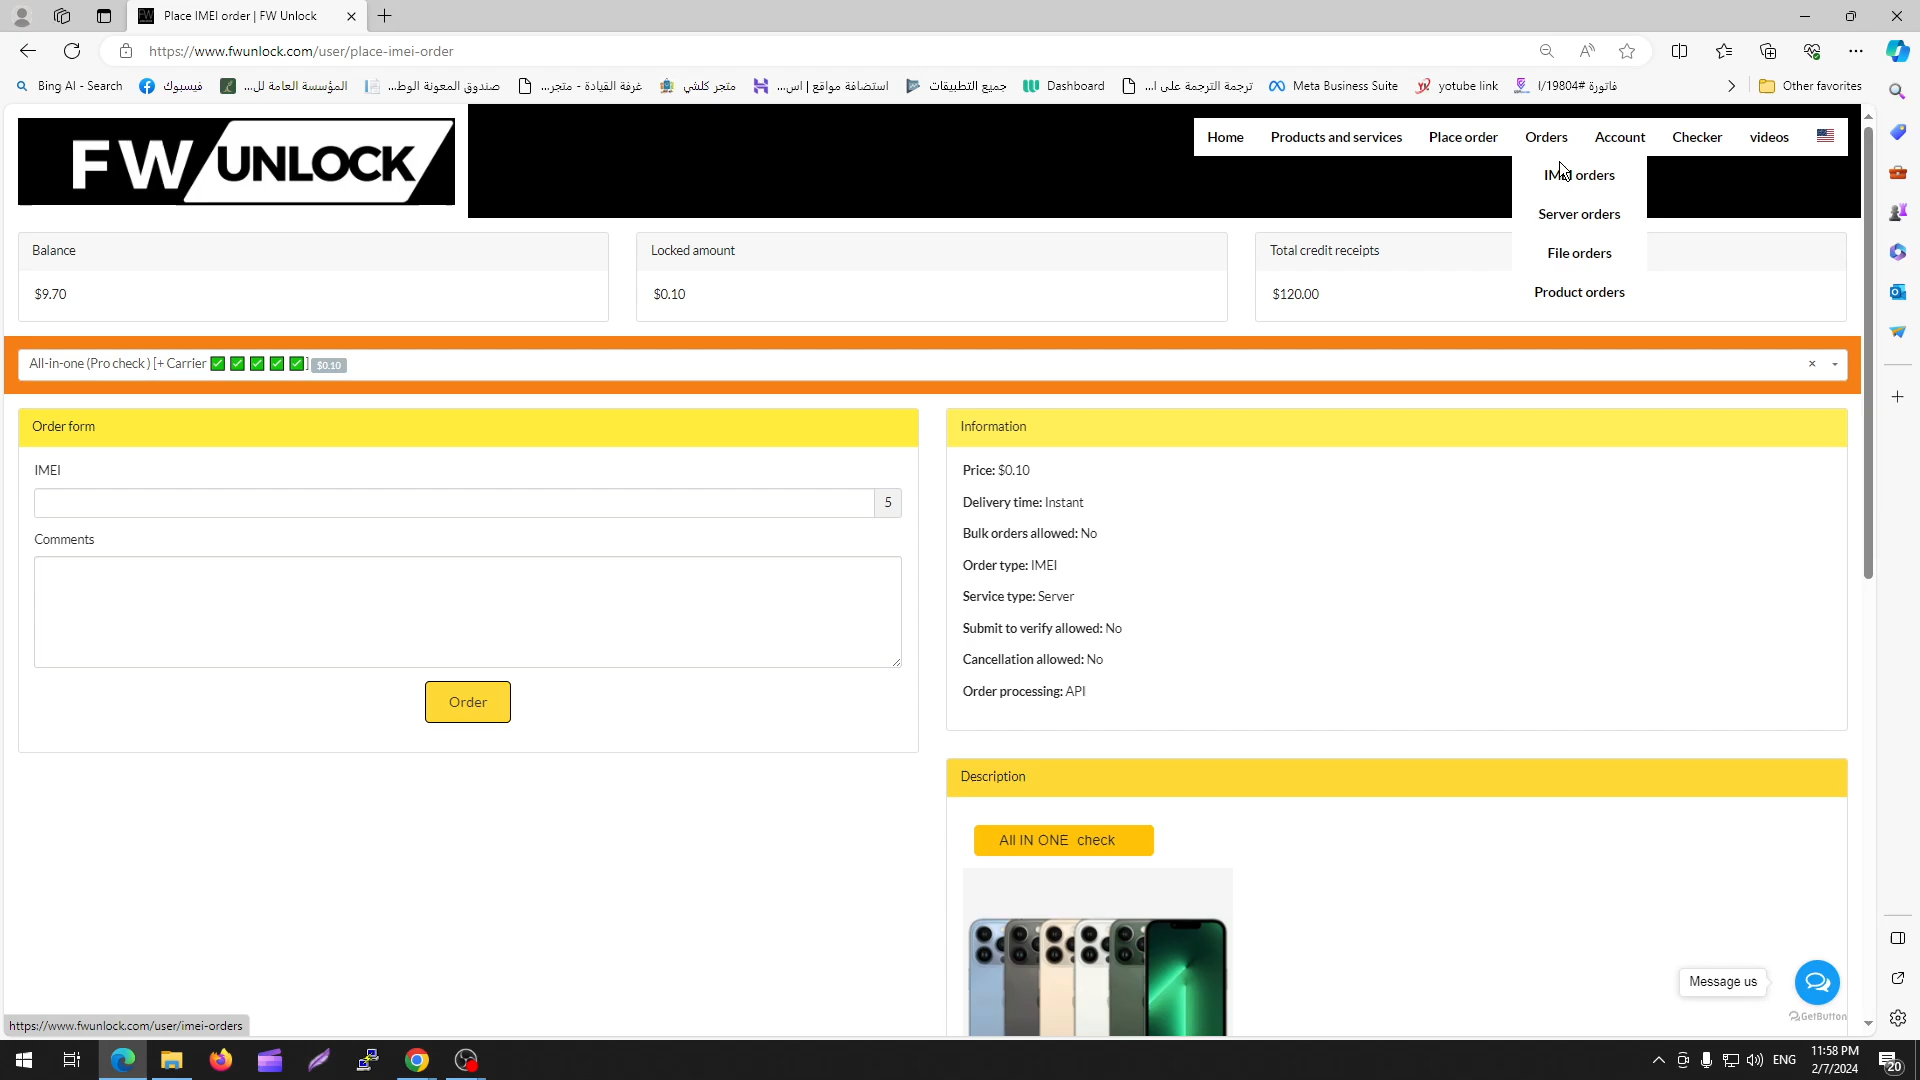 Place IMEI order | FW Unlock
https://www.fwunlock.com/user/place-imei-order
Bing AI - Search
فيسبوك
المؤسسة العامة لل...
صندوق المعونة الوط...
غرفة القيادة - متجر...
متجر كلشي
استضافة مواقع | اس...
جميع التطبيقات
Dashboard
ترجمة الترجمة على ا...
Meta Business Suite
yotube link
فاتورة #19804/ا
Other favorites
FW UNLOCK
Home
Products and services
Place order
Orders
Account
Checker
videos
IMEI orders
Server orders
File orders
Product orders
Balance
$9.70
Locked amount
$0.10
Total credit receipts
$120.00
All-in-one (Pro check ) [+ Carrier ✅ ✅ ✅ ✅ ✅] $0.10
Order form
IMEI
5
Comments
Order
Information
Price: $0.10
Delivery time: Instant
Bulk orders allowed: No
Order type: IMEI
Service type: Server
Submit to verify allowed: No
Cancellation allowed: No
Order processing: API
Description
All IN ONE check
Message us
GetButton
https://www.fwunlock.com/user/imei-orders
ENG
11:58 PM
2/7/2024
20